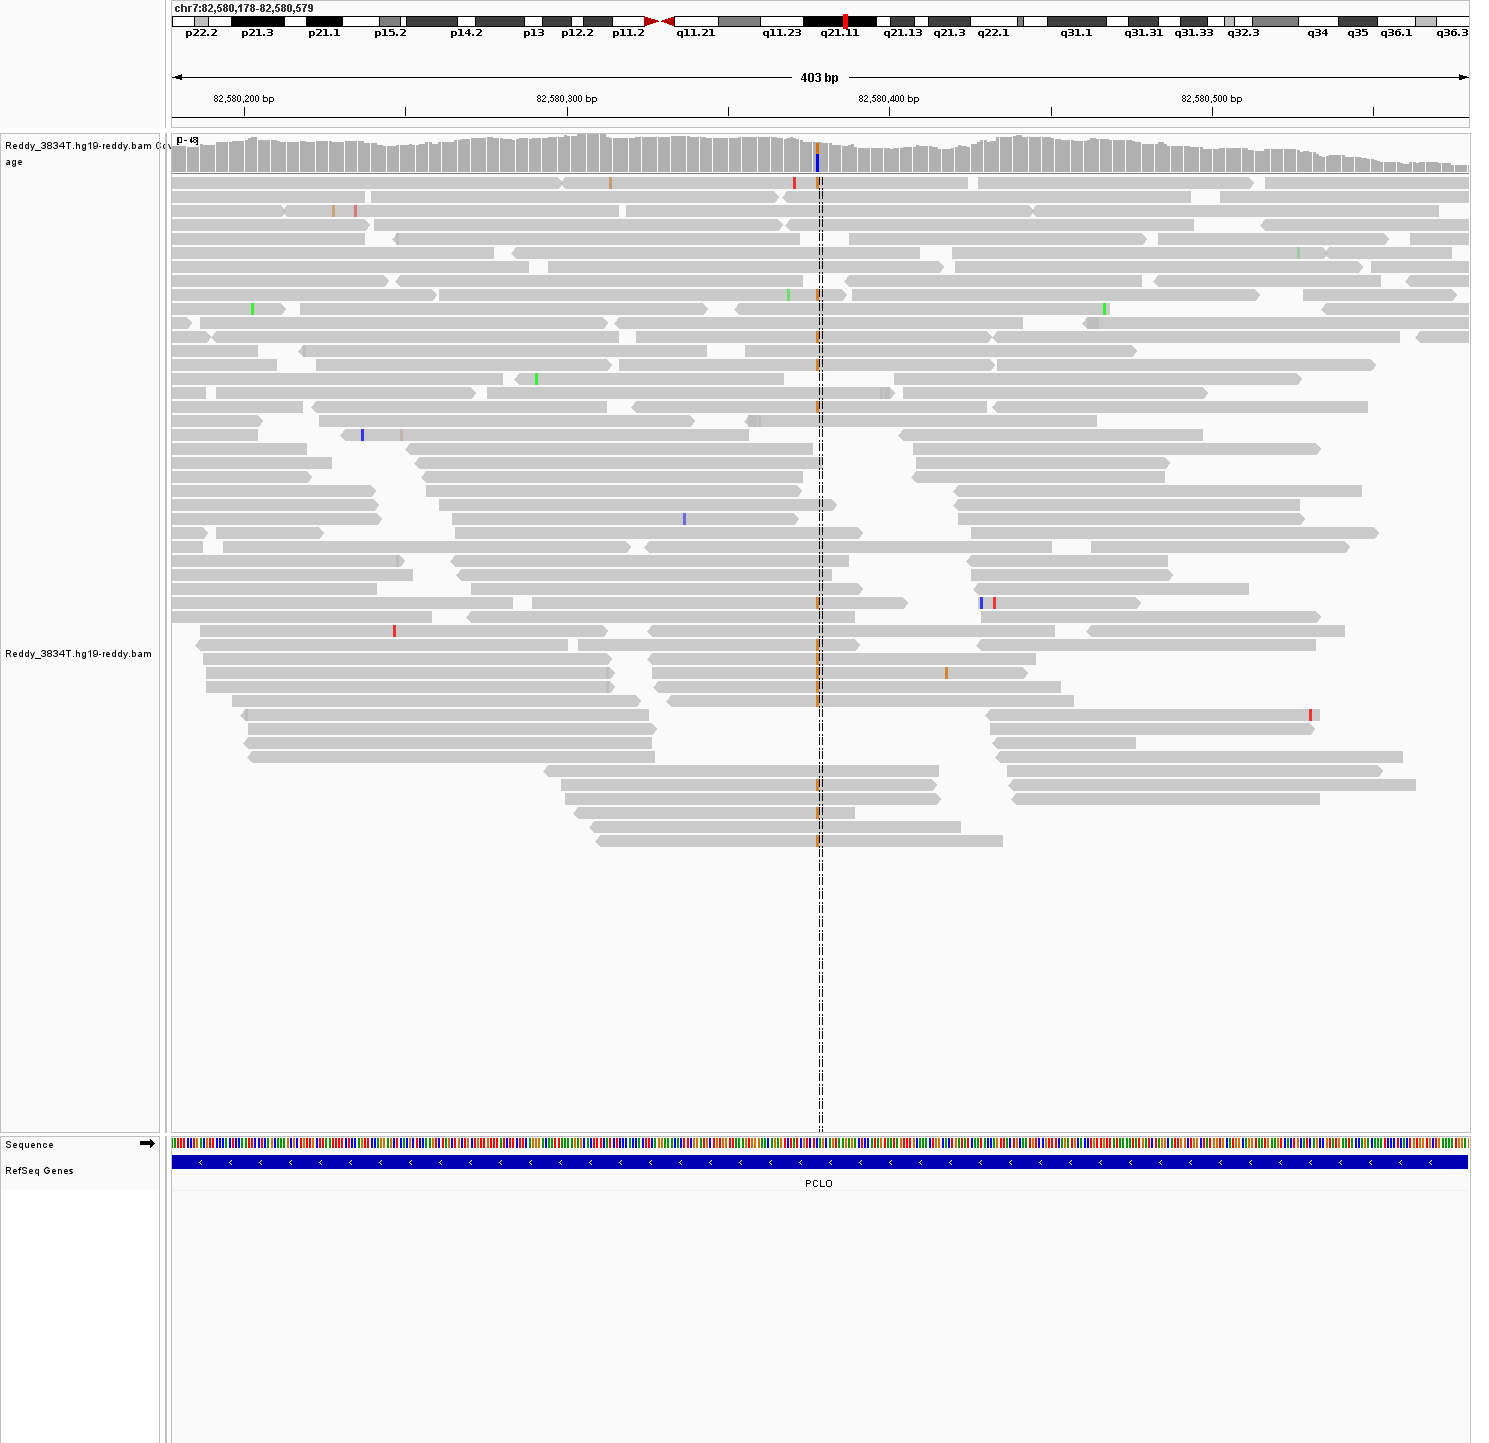 chr7:82,580,178-82,580,579
p22.2 p21.3 p21.1 p15.2 p14.2 p13 p12.2 p11.2 q11.21 q11.23 q21.11 q21.13 q21.3 q22.1 q31.1 q31.31 q31.33 q32.3 q34 q35 q36.1 q36.3
403 bp
82,580,200 bp 82,580,300 bp 82,580,400 bp 82,580,500 bp
Reddy_3834T.hg19-reddy.bam Cov
age
Reddy_3834T.hg19-reddy.bam
Sequence
RefSeq Genes
PCLO